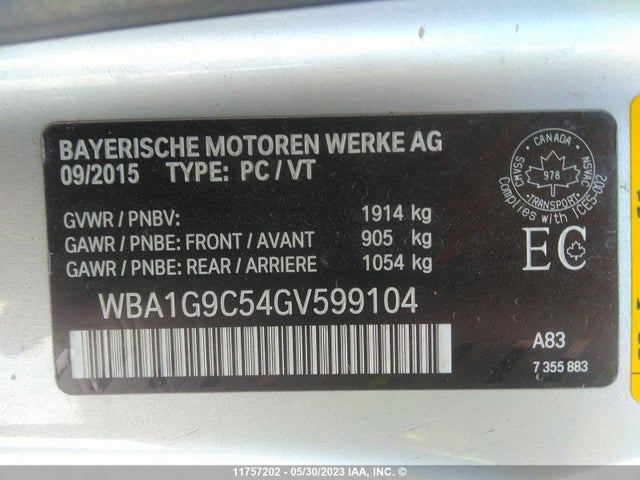 BAYERISCHE MOTOREN WERKE AG
09/2015 TYPE: PC / VT
GVWR / PNBV: 1914 kg
GAWR / PNBE: FRONT / AVANT 905 kg
GAWR / PNBE: REAR / ARRIERE 1054 kg
WBA1G9C54GV599104
CANADA
CMVSS
978
NSVAC
TRANSPORT
Complies with ICES-002
EC
A83
7 355 883
11757202 - 05/30/2023 IAA, Inc. ©